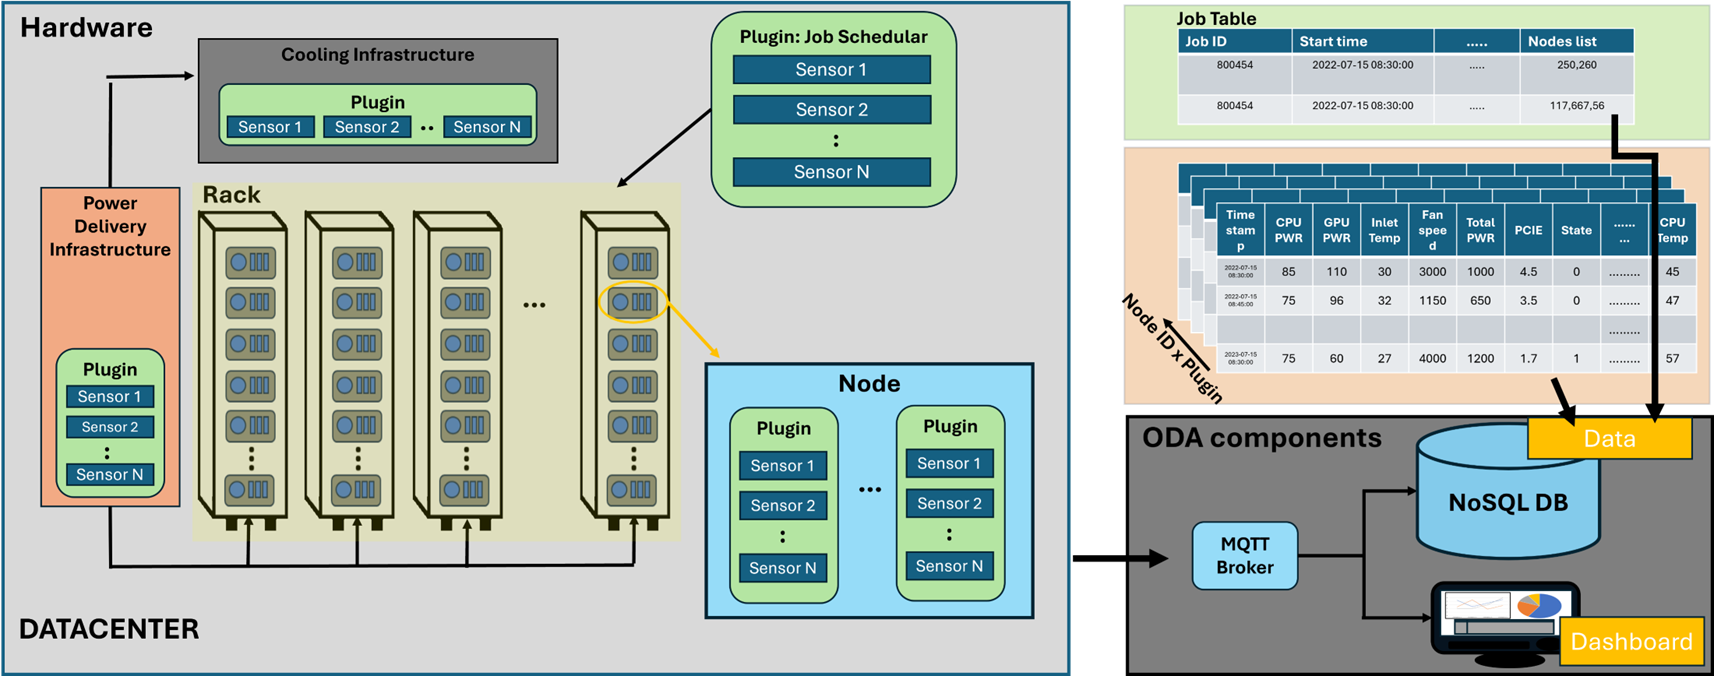 Hardware
Cooling Infrastructure
Plugin
Sensor 1 Sensor 2 .. Sensor N
Plugin: Job Schedular
Sensor 1
Sensor 2
:
Sensor N
Power
Delivery
Infrastructure
Plugin
Sensor 1
Sensor 2
:
Sensor N
Rack
...
Node
Plugin
Sensor 1
Sensor 2
:
Sensor N
...
Plugin
Sensor 1
Sensor 2
:
Sensor N
DATACENTER
Job Table
Job ID Start time ..... Nodes list
800454 2022-07-15 08:30:00 ..... 250,260
800454 2022-07-15 08:30:00 ..... 117,667,56
Time
stam
p
CPU
PWR
GPU
PWR
Inlet
Temp
Fan
spee
d
Total
PWR
PCIE
State
......
...
CPU
Temp
2022-07-15
08:30:00
85 110 30 3000 1000 4.5 0 ......... 45
2022-07-15
08:45:00
75 96 32 1150 650 3.5 0 ......... 47
.........
2023-07-15
08:30:00
75 60 27 4000 1200 1.7 1 ......... 57
Node ID x Plugin
ODA components
Data
NoSQL DB
MQTT
Broker
Dashboard